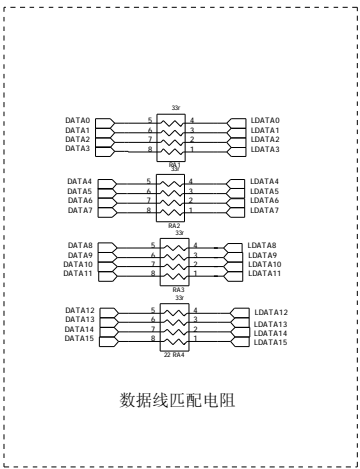 33r
DATA0 5 4 LDATA0
DATA1 6 3 LDATA1
DATA2 7 2 LDATA2
DATA3 8 1 LDATA3
RA1
33r
DATA4 5 4 LDATA4
DATA5 6 3 LDATA5
DATA6 7 2 LDATA6
DATA7 8 1 LDATA7
RA2
33r
DATA8 5 4 LDATA8
DATA9 6 3 LDATA9
DATA10 7 2 LDATA10
DATA11 8 1 LDATA11
RA3
33r
DATA12 5 4 LDATA12
DATA13 6 3 LDATA13
DATA14 7 2 LDATA14
DATA15 8 1 LDATA15
22 RA4
数据线匹配电阻